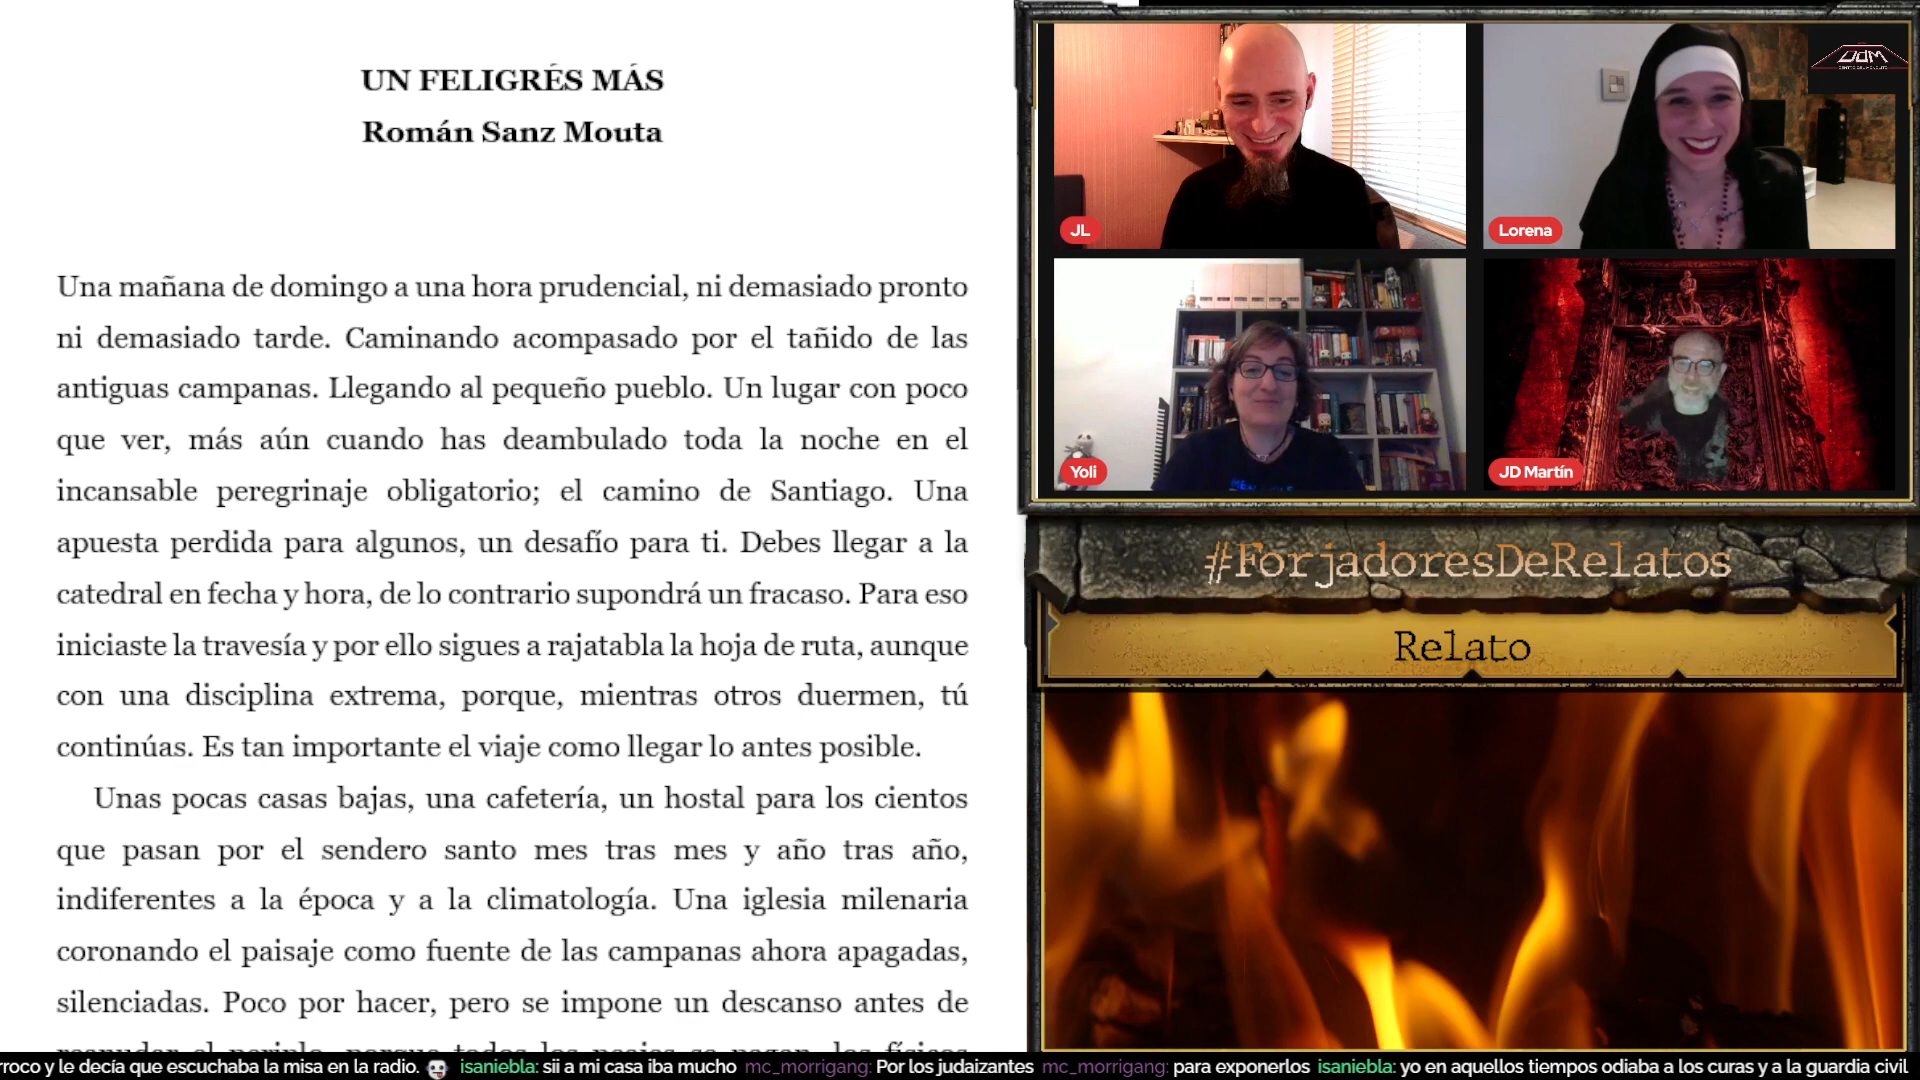 UN FELIGRÉS MÁS
Román Sanz Mouta
Una mañana de domingo a una hora prudencial, ni demasiado pronto
ni demasiado tarde. Caminando acompasado por el tañido de las
antiguas campanas. Llegando al pequeño pueblo. Un lugar con poco
que ver, más aún cuando has deambulado toda la noche en el
incansable peregrinaje obligatorio; el camino de Santiago. Una
apuesta perdida para algunos, un desafío para ti. Debes llegar a la
catedral en fecha y hora, de lo contrario supondrá un fracaso. Para eso
iniciaste la travesía y por ello sigues a rajatabla la hoja de ruta, aunque
con una disciplina extrema, porque, mientras otros duermen, tú
continúas. Es tan importante el viaje como llegar lo antes posible.
Unas pocas casas bajas, una cafetería, un hostal para los cientos
que pasan por el sendero santo mes tras mes y año tras año,
indiferentes a la época y a la climatología. Una iglesia milenaria
coronando el paisaje como fuente de las campanas ahora apagadas,
silenciadas. Poco por hacer, pero se impone un descanso antes de
JL
Lorena
DdM
Yoli
JD Martín
#ForjadoresDeRelatos
Relato
rroco y le decía que escuchaba la misa en la radio. isaniebla: sii a mi casa iba mucho mc_morrigang: Por los judaizantes mc_morrigang: para exponerlos isaniebla: yo en aquellos tiempos odiaba a los curas y a la guardia civil